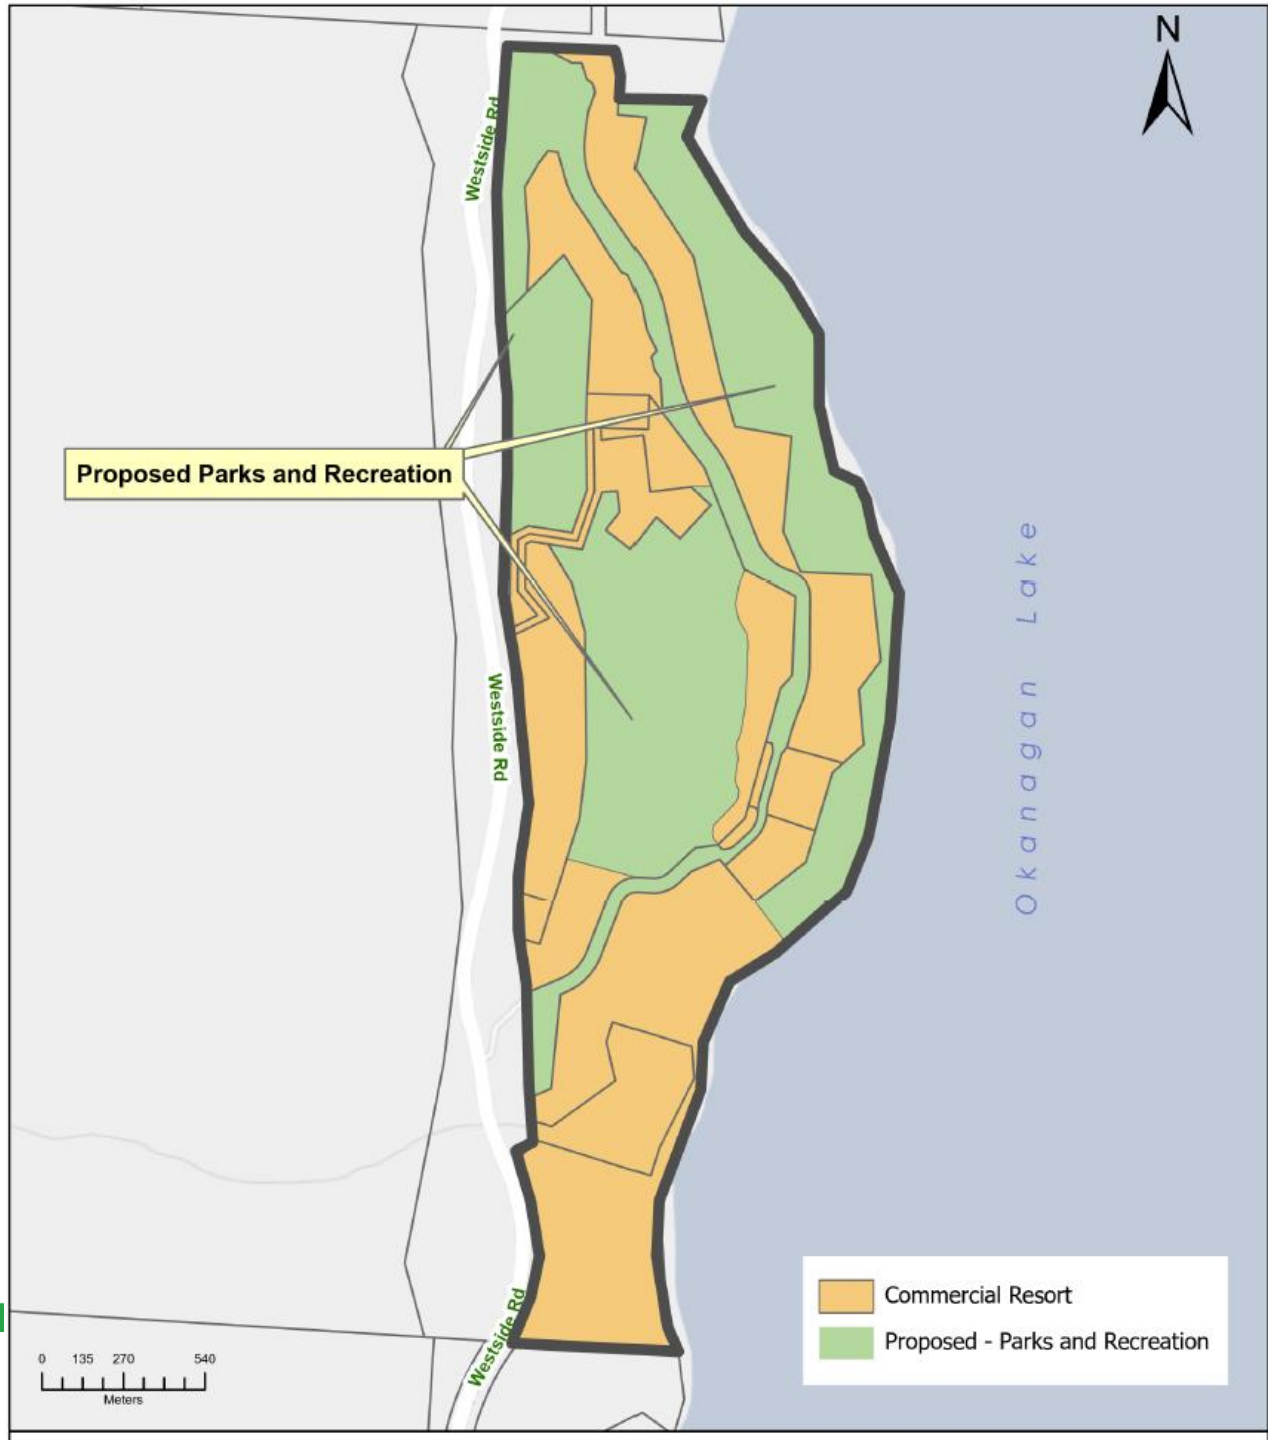 N
Westside Rd
Proposed Parks and Recreation
Okanagan Lake
Westside Rd
Commercial Resort
Proposed - Parks and Recreation
Westside Rd
0 135 270 540
Meters